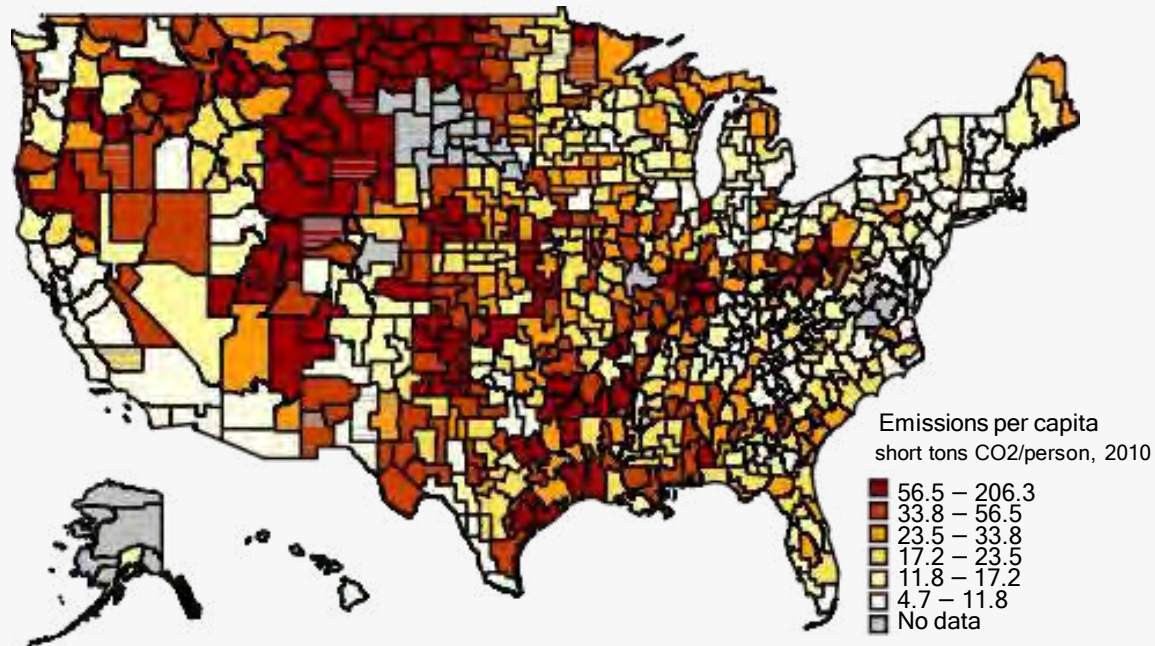 Emissions per capita
short tons CO2/person, 2010
56.5 – 206.3
33.8 – 56.5
23.5 – 33.8
17.2 – 23.5
11.8 – 17.2
4.7 – 11.8
No data